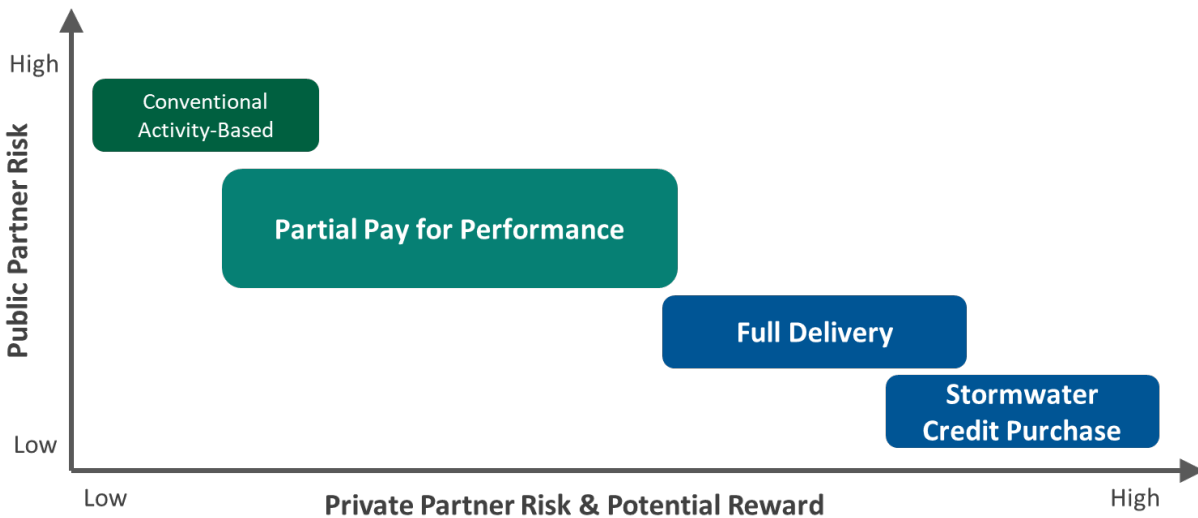 High
Conventional
Activity-Based
Public Partner Risk
Partial Pay for Performance
Full Delivery
Stormwater
Credit Purchase
Low
Low
Private Partner Risk & Potential Reward
High